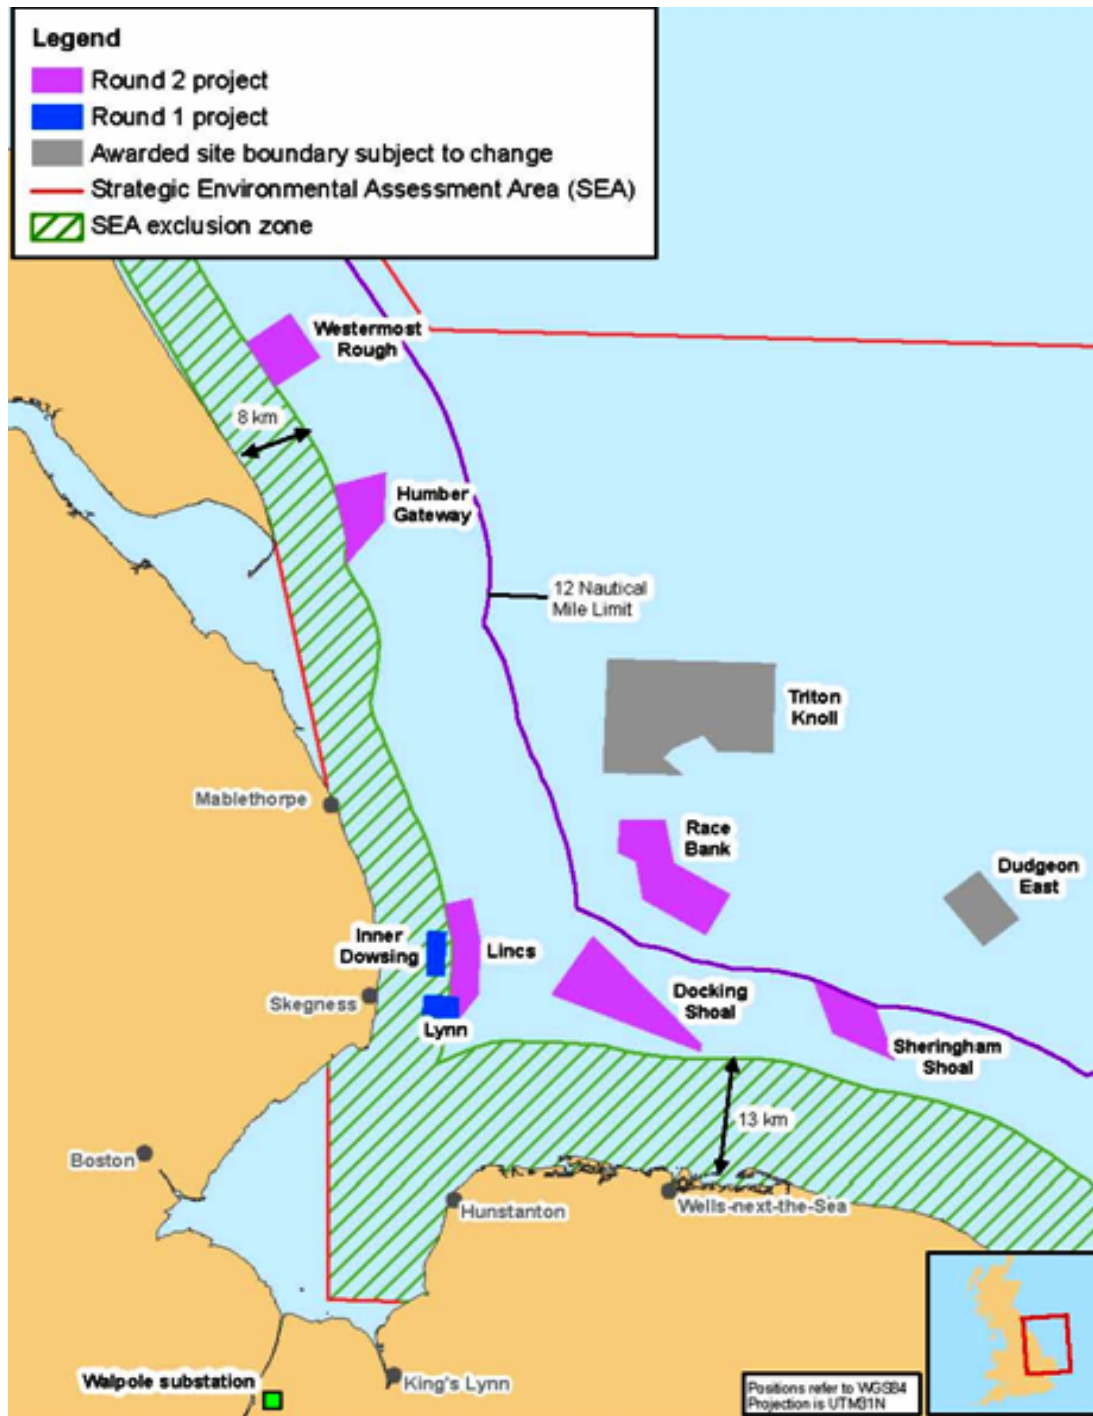 Legend
Round 2 project
Round 1 project
Awarded site boundary subject to change
Strategic Environmental Assessment Area (SEA)
SEA exclusion zone
Westermost
Rough
8 km
Humber
Gateway
12 Nautical
Mile Limit
Triton
Knoll
Mablethorpe
Race
Bank
Dudgeon
East
Inner
Dowsing
Lincs
Skegness
Lynn
Docking
Shoal
Sheringham
Shoal
13 km
Boston
Hunstanton
Wells-next-the-Sea
Walpole substation
King's Lynn
Positions refer to WGS84
Projection is UTM31N